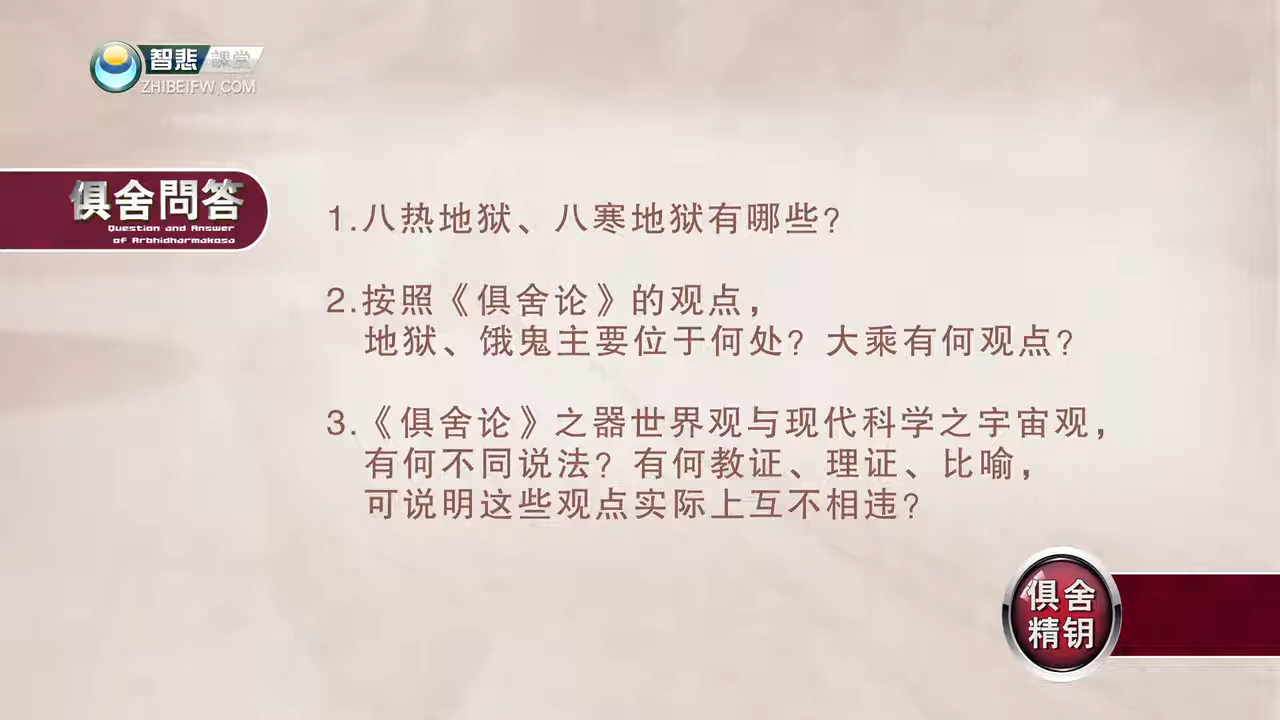 智悲課堂
ZHIBEIFW.COM
俱舍問答
Question and Answer
of Arbhidharmakosa
1.八热地狱、八寒地狱有哪些?
2.按照《俱舍论》的观点,
地狱、饿鬼主要位于何处? 大乘有何观点?
3.《俱舍论》之器世界观与现代科学之宇宙观,
有何不同说法? 有何教证、理证、比喻,
可说明这些观点实际上互不相违?
俱舍
精钥